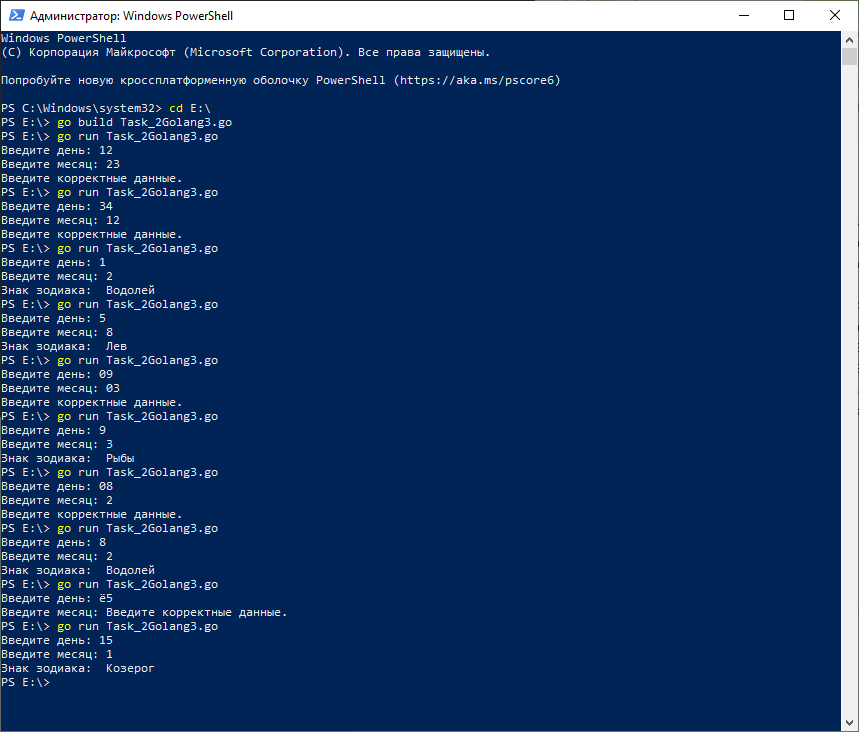 Администратор: Windows PowerShell
Windows PowerShell
(C) Корпорация Майкрософт (Microsoft Corporation). Все права защищены.
Попробуйте новую кроссплатформенную оболочку PowerShell (https://aka.ms/pscore6)
PS C:\Windows\system32> cd E:\
PS E:\> go build Task_2Golang3.go
PS E:\> go run Task_2Golang3.go
Введите день: 12
Введите месяц: 23
Введите корректные данные.
PS E:\> go run Task_2Golang3.go
Введите день: 34
Введите месяц: 12
Введите корректные данные.
PS E:\> go run Task_2Golang3.go
Введите день: 1
Введите месяц: 2
Знак зодиака:  Водолей
PS E:\> go run Task_2Golang3.go
Введите день: 5
Введите месяц: 8
Знак зодиака:  Лев
PS E:\> go run Task_2Golang3.go
Введите день: 09
Введите месяц: 03
Введите корректные данные.
PS E:\> go run Task_2Golang3.go
Введите день: 9
Введите месяц: 3
Знак зодиака:  Рыбы
PS E:\> go run Task_2Golang3.go
Введите день: 08
Введите месяц: 2
Введите корректные данные.
PS E:\> go run Task_2Golang3.go
Введите день: 8
Введите месяц: 2
Знак зодиака:  Водолей
PS E:\> go run Task_2Golang3.go
Введите день: ё5
Введите месяц: Введите корректные данные.
PS E:\> go run Task_2Golang3.go
Введите день: 15
Введите месяц: 1
Знак зодиака:  Козерог
PS E:\>